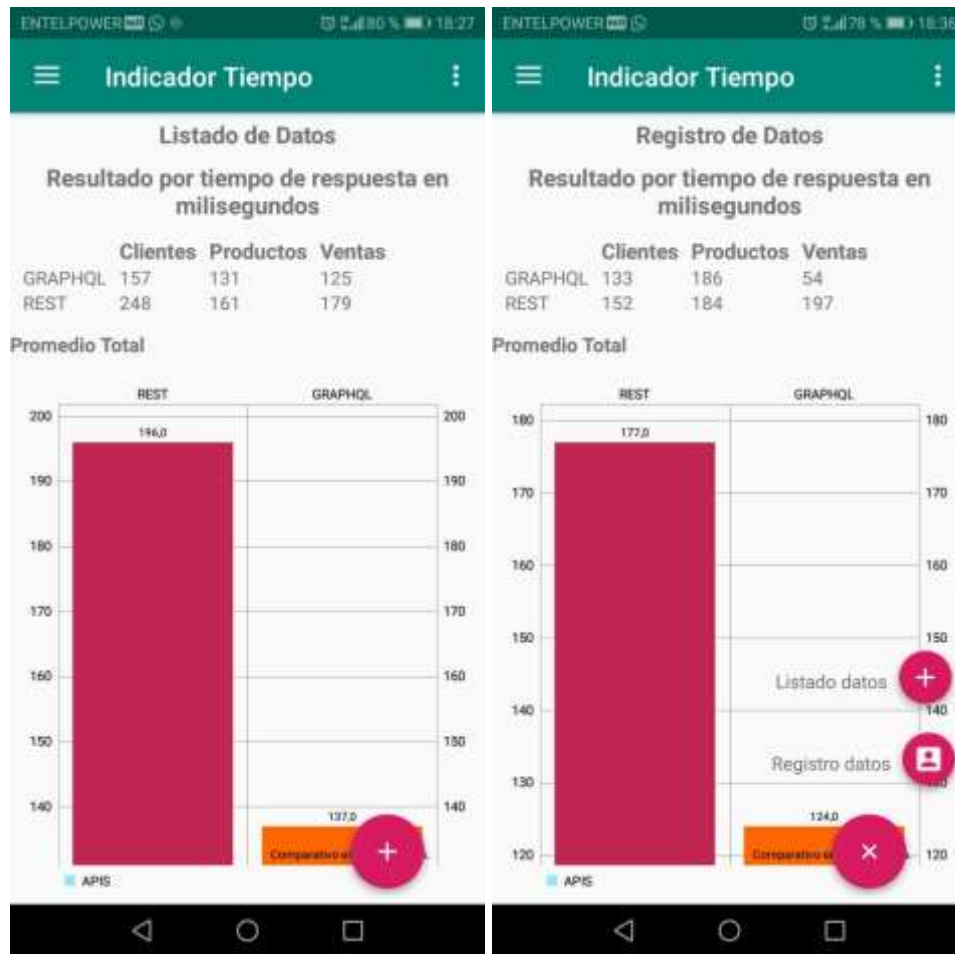 ENTELPOWER 80 % 18:27
Indicador Tiempo
Listado de Datos
Resultado por tiempo de respuesta en
milisegundos
Clientes Productos Ventas
GRAPHQL 157 131 125
REST 248 161 179
Promedio Total
REST GRAPHQL
200 200
196,0
190 190
180 180
170 170
160 160
150 150
140 140
137,0
Comparativo
APIS
ENTELPOWER 78 % 18:36
Indicador Tiempo
Registro de Datos
Resultado por tiempo de respuesta en
milisegundos
Clientes Productos Ventas
GRAPHQL 133 186 54
REST 152 184 197
Promedio Total
REST GRAPHQL
180 180
177,0
170 170
160 160
150 150
Listado datos
140 140
Registro datos
130
124,0
120 120
Comparativo
APIS